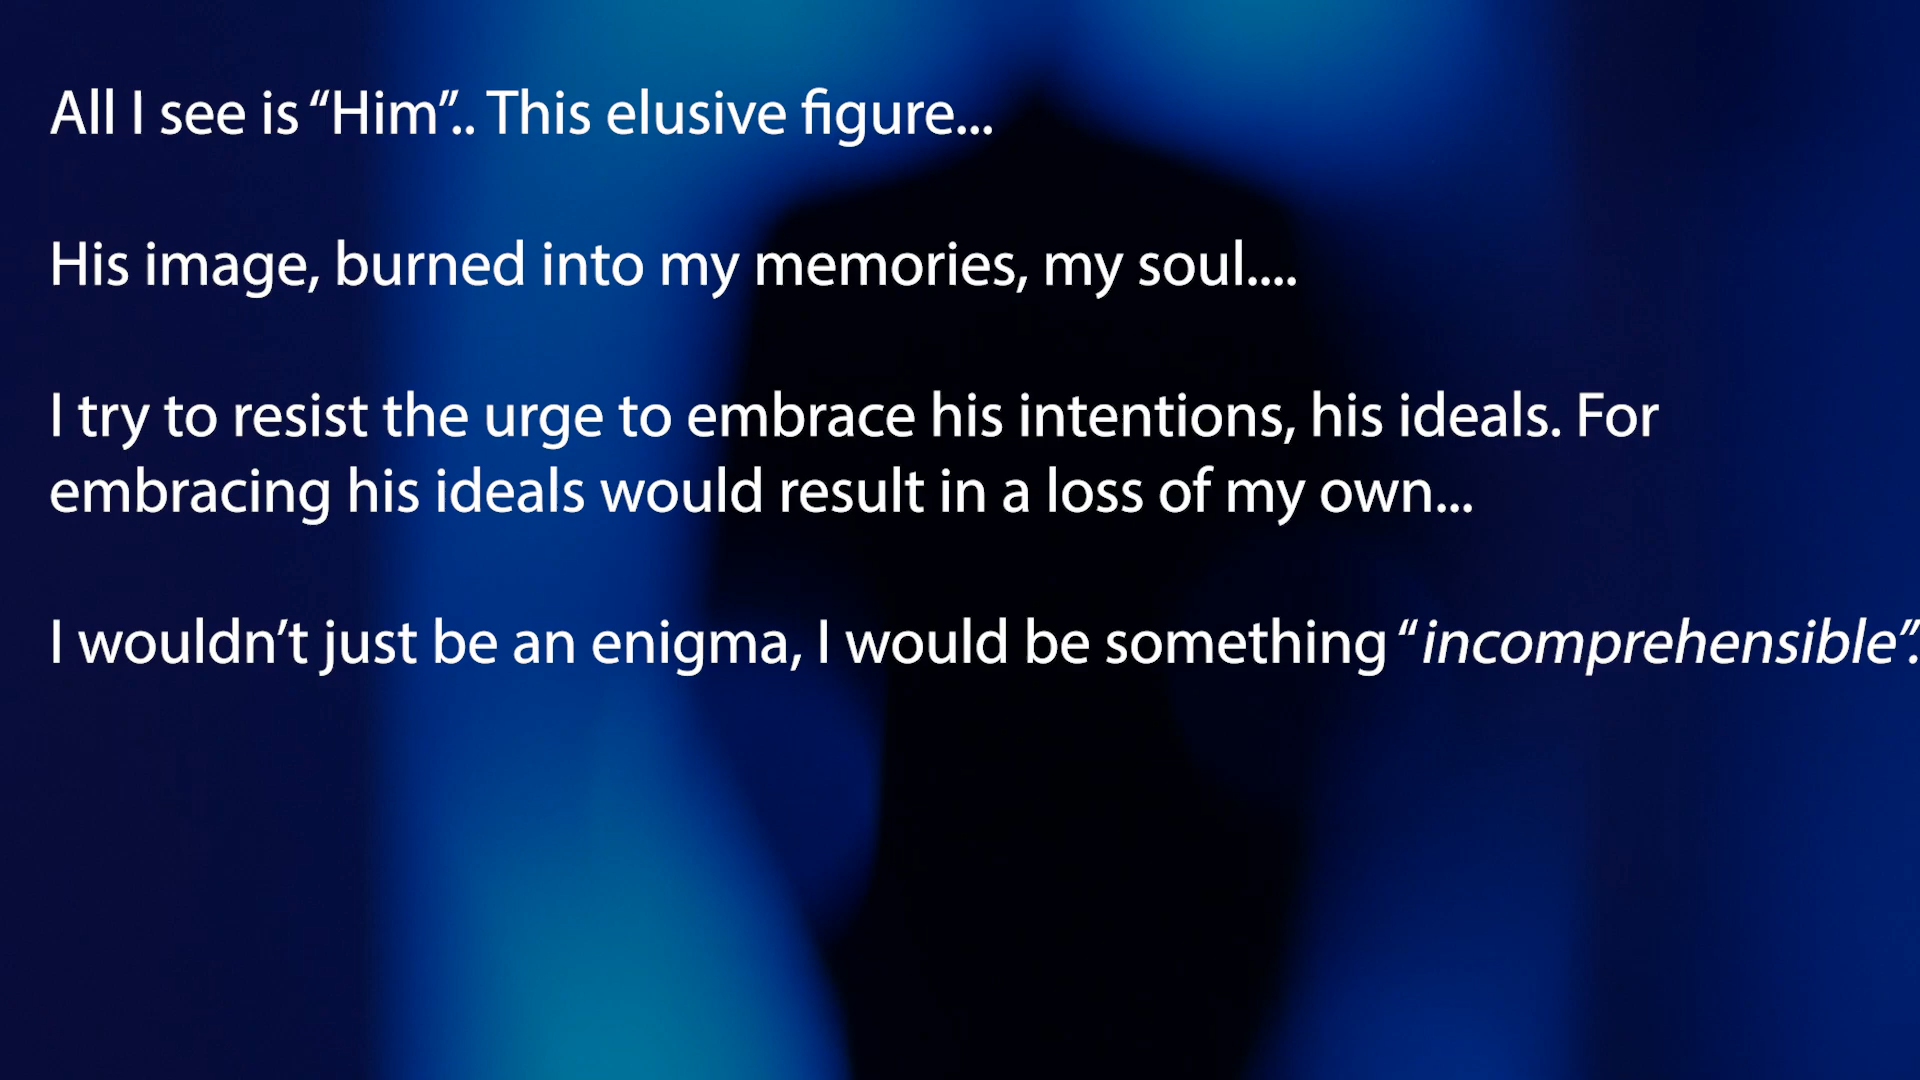 All I see is “Him”.. This elusive figure...
His image, burned into my memories, my soul....
I try to resist the urge to embrace his intentions, his ideals. For
embracing his ideals would result in a loss of my own...
I wouldn’t just be an enigma, I would be something “incomprehensible”.